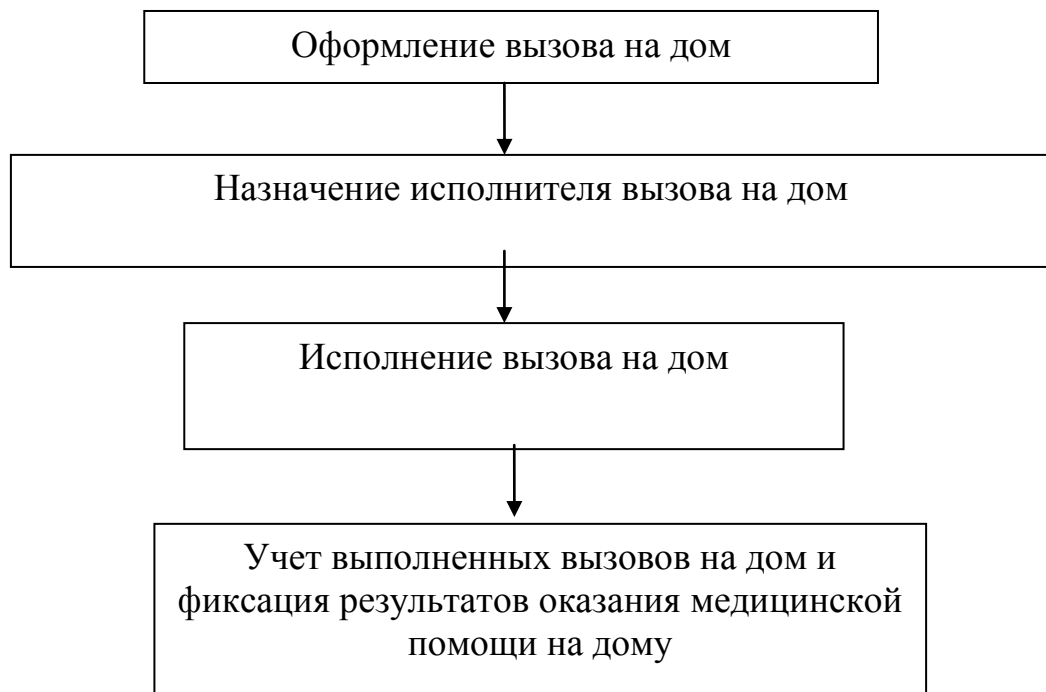 Оформление вызова на дом
Назначение исполнителя вызова на дом
Исполнение вызова на дом
Учет выполненных вызовов на дом и
фиксация результатов оказания медицинской
помощи на дому